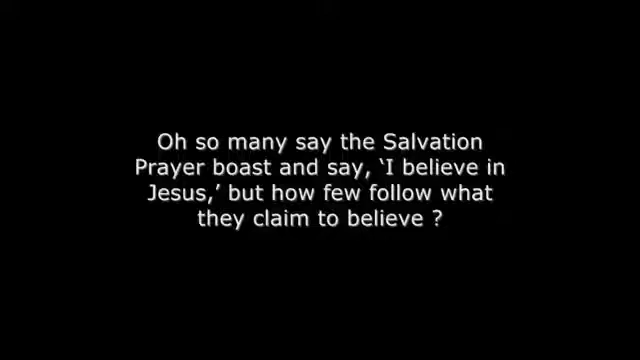 Oh so many say the Salvation
Prayer boast and say, ‘I believe in
Jesus,’ but how few follow what
they claim to believe ?